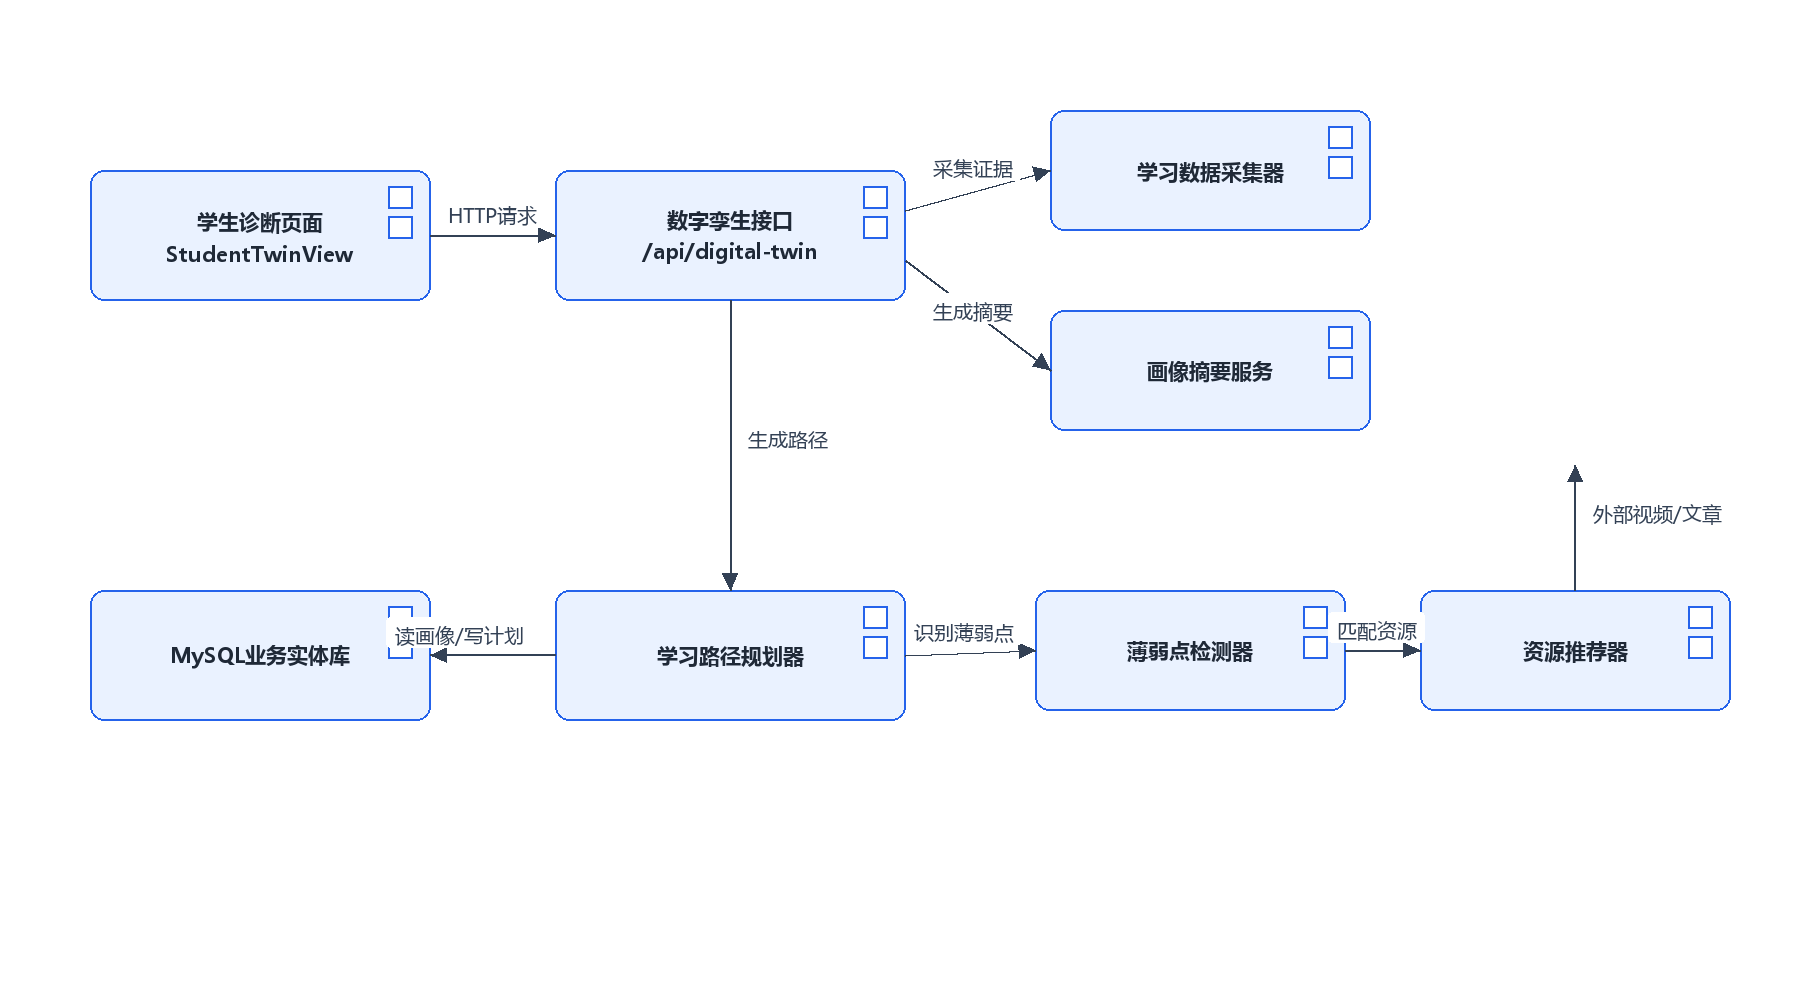 学生诊断页面
StudentTwinView
HTTP请求
数字孪生接口
/api/digital-twin
采集证据
学习数据采集器
生成摘要
画像摘要服务
生成路径
外部视频/文章
MySQL业务实体库
读画像/写计划
学习路径规划器
识别薄弱点
薄弱点检测器
匹配资源
资源推荐器